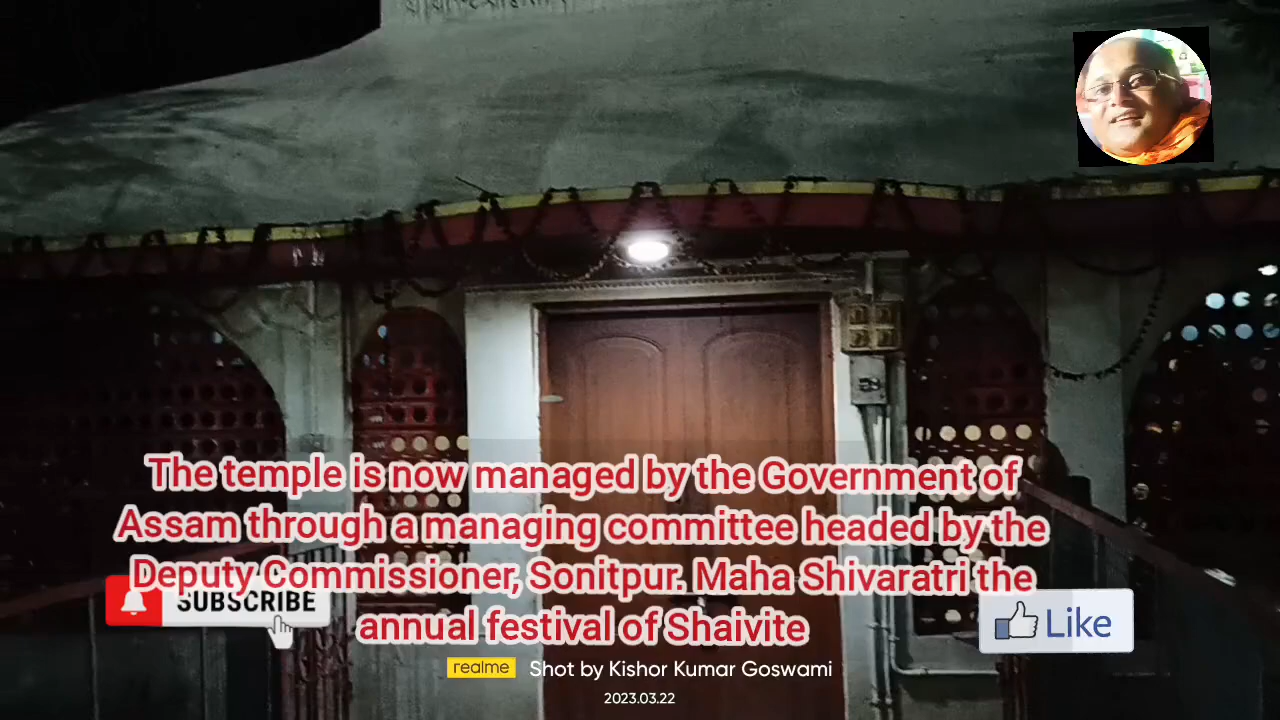 The temple is now managed by the Government of
Assam through a managing committee headed by the
Deputy Commissioner, Sonitpur. Maha Shivaratri the
SUBSCRIBE
annual festival of Shaivite
Like
realme Shot by Kishor Kumar Goswami
2023.03.22